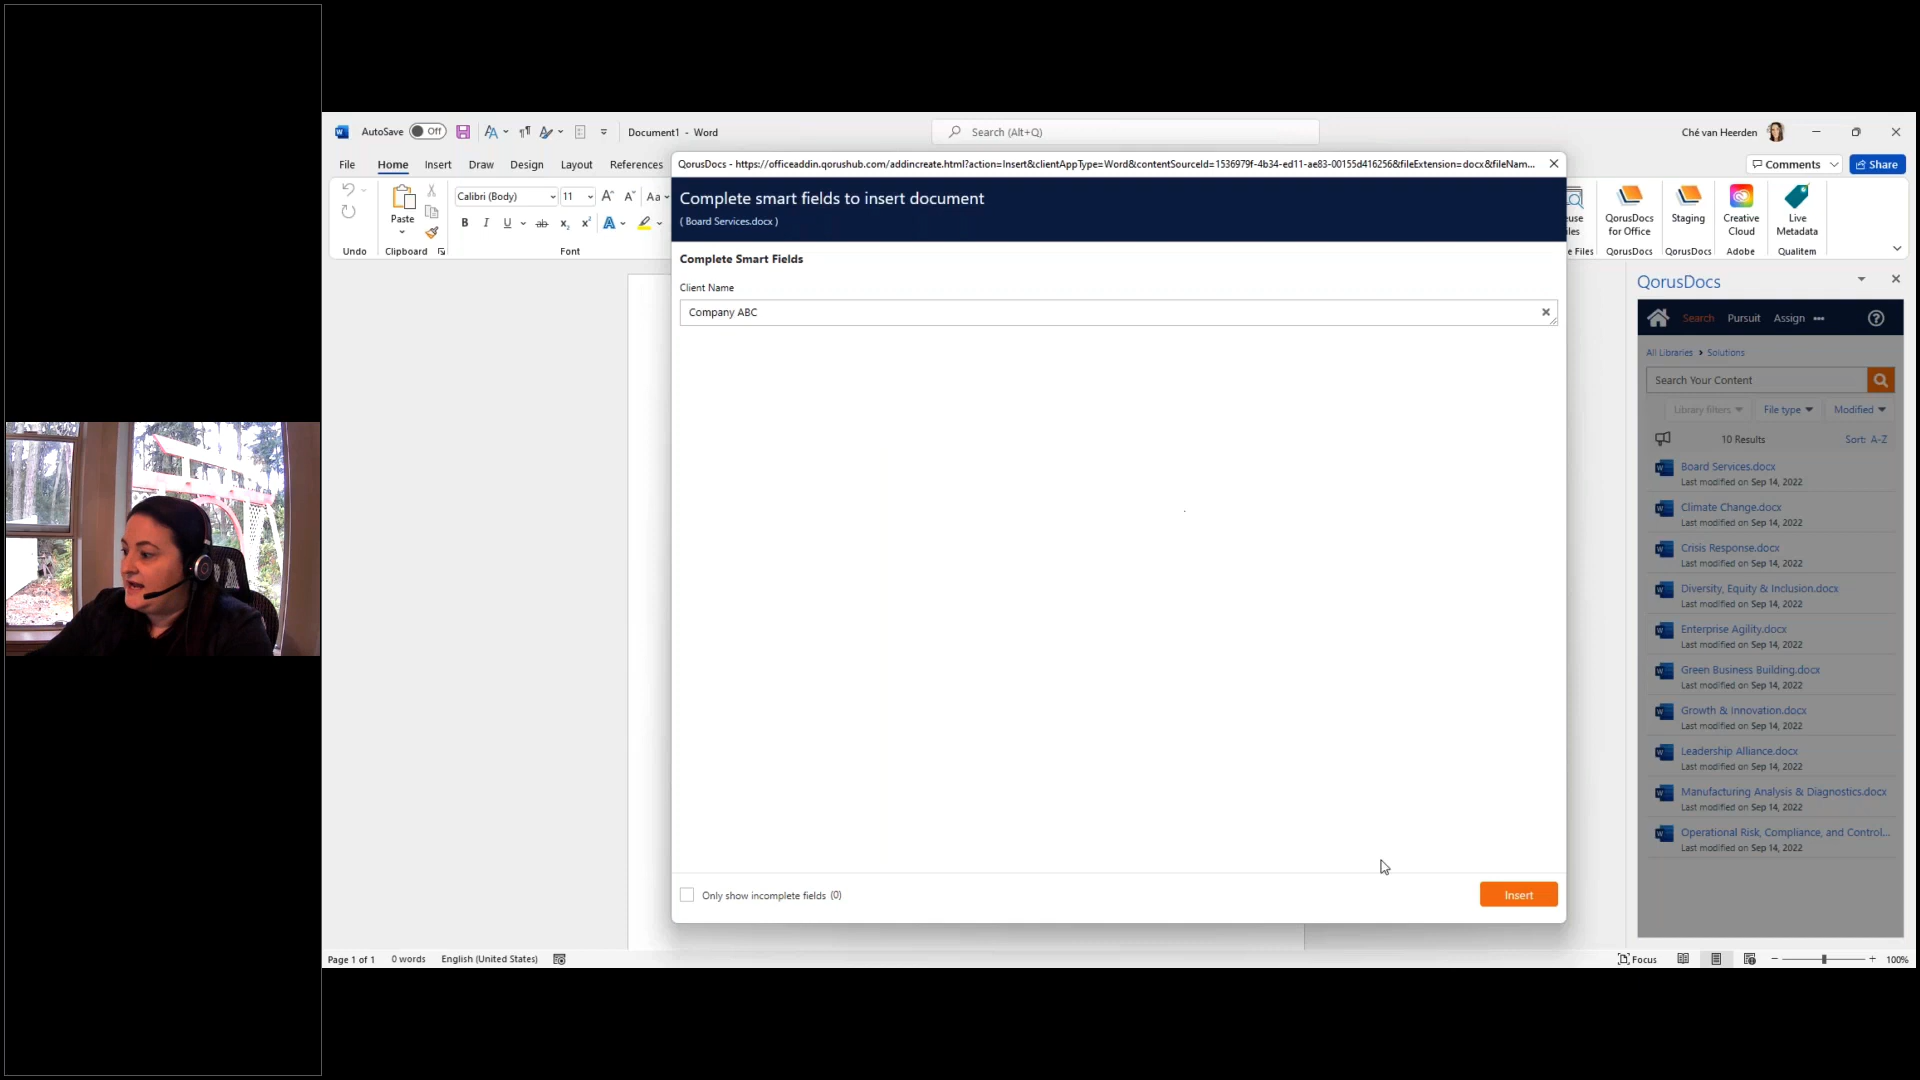 AutoSave Off Document1 - Word Search (Alt+Q) Ché van Heerden
File Home Insert Draw Design Layout References
Comments Share
QorusDocs - https://officeaddin.qorushub.com/addincreate.html?action=Insert&clientAppType=Word&contentSourceId=1536979f-4b34-ed11-ae83-00155d416256&fileExtension=docx&fileNam...
Calibri (Body) 11 Aa
Paste
B I U ab x₂ x² A
Undo Clipboard Font
QorusDocs for Office
Staging
Creative Cloud
Live Metadata
QorusDocs QorusDocs Adobe Qualitem
Complete smart fields to insert document
( Board Services.docx )
Complete Smart Fields
Client Name
Company ABC
Only show incomplete fields (0)
Insert
QorusDocs
Search Pursuit Assign
All Libraries › Solutions
Search Your Content
Library filters File type Modified
10 Results Sort: A-Z
Board Services.docx
Last modified on Sep 14, 2022
Climate Change.docx
Last modified on Sep 14, 2022
Crisis Response.docx
Last modified on Sep 14, 2022
Diversity, Equity & Inclusion.docx
Last modified on Sep 14, 2022
Enterprise Agility.docx
Last modified on Sep 14, 2022
Green Business Building.docx
Last modified on Sep 14, 2022
Growth & Innovation.docx
Last modified on Sep 14, 2022
Leadership Alliance.docx
Last modified on Sep 14, 2022
Manufacturing Analysis & Diagnostics.docx
Last modified on Sep 14, 2022
Operational Risk, Compliance, and Control...
Last modified on Sep 14, 2022
Page 1 of 1 0 words English (United States) Focus 100%